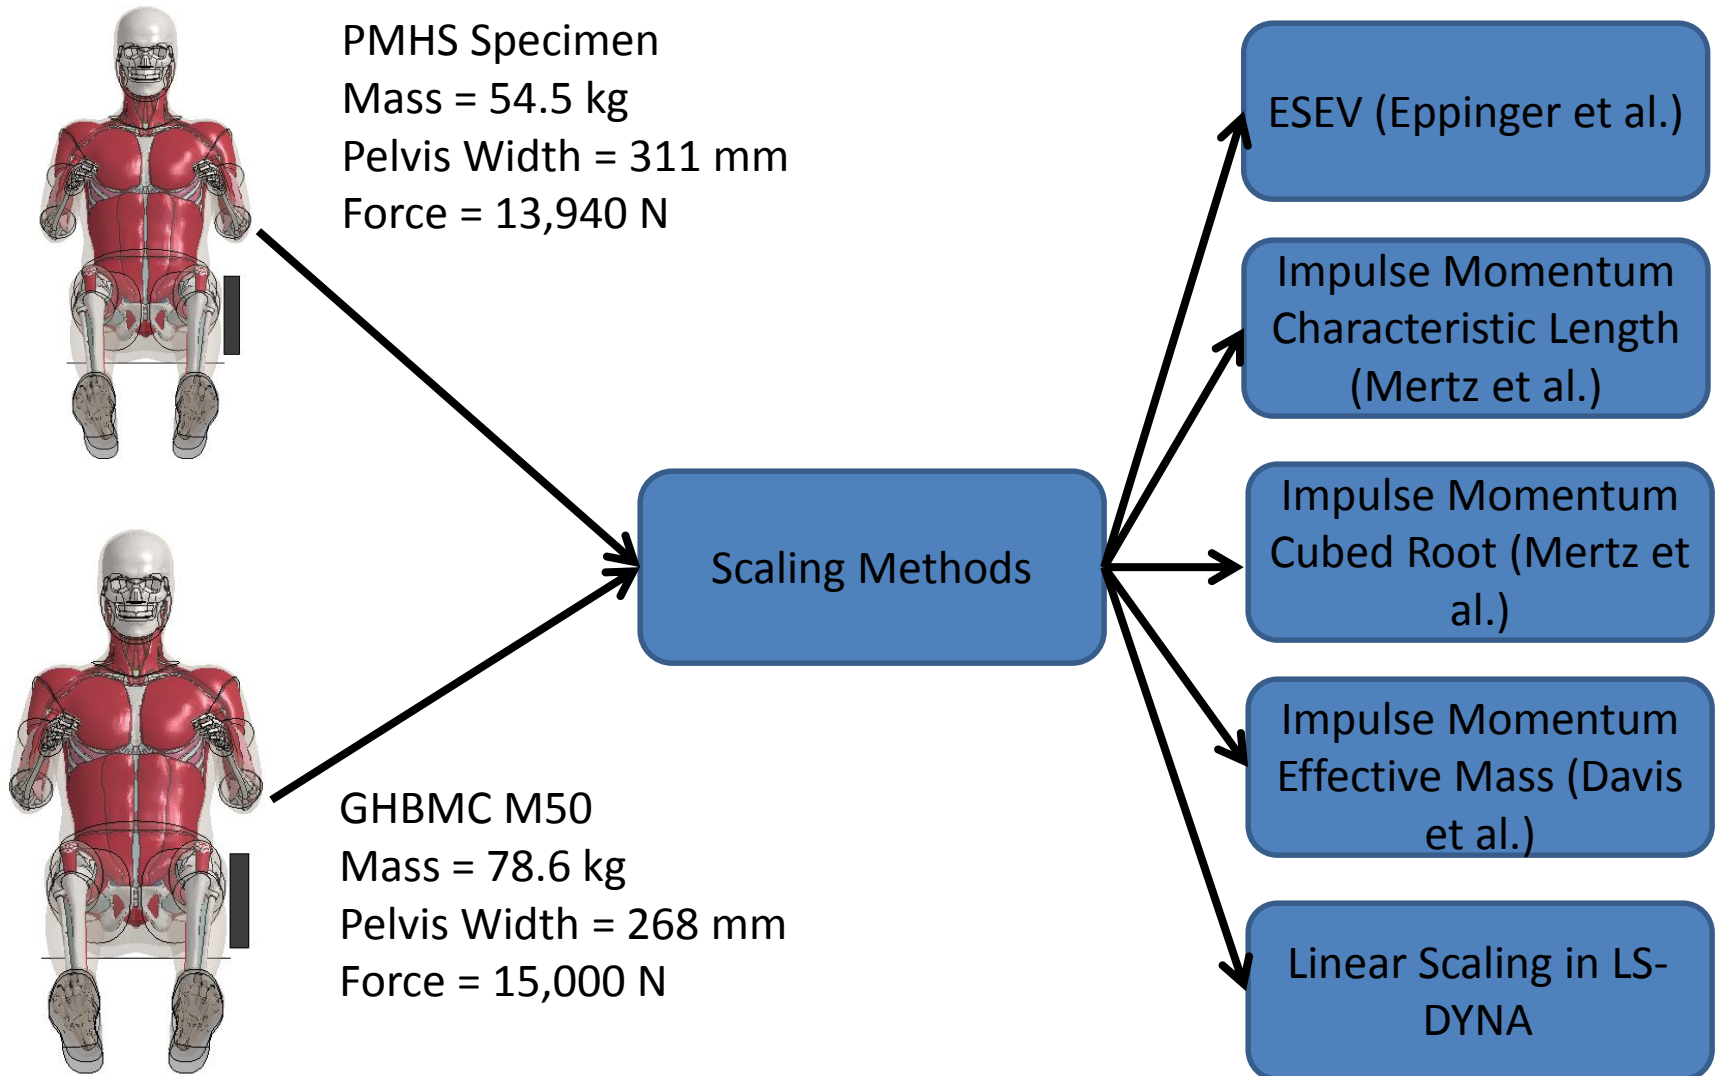 PMHS Specimen
Mass = 54.5 kg
Pelvis Width = 311 mm
Force = 13,940 N
GHBMC M50
Mass = 78.6 kg
Pelvis Width = 268 mm
Force = 15,000 N
Scaling Methods
ESEV (Eppinger et al.)
Impulse Momentum
Characteristic Length
(Mertz et al.)
Impulse Momentum
Cubed Root (Mertz et
al.)
Impulse Momentum
Effective Mass (Davis
et al.)
Linear Scaling in LS-
DYNA